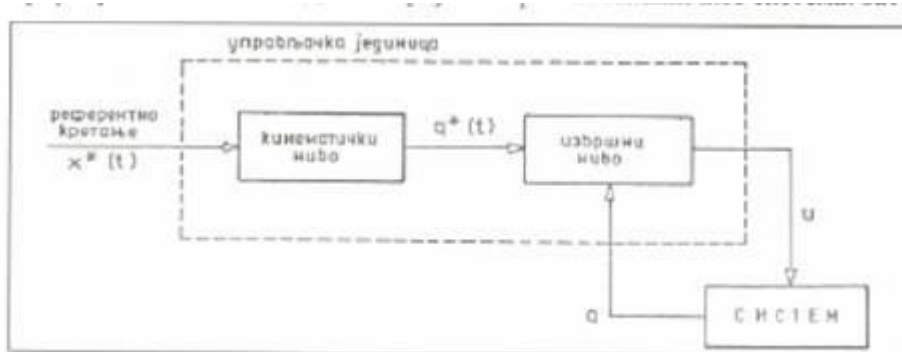 управљачка јединица
референтно
кретање
x*(t)
кинематички
ниво
q*(t)
извршни
ниво
u
q
СИСТЕМ